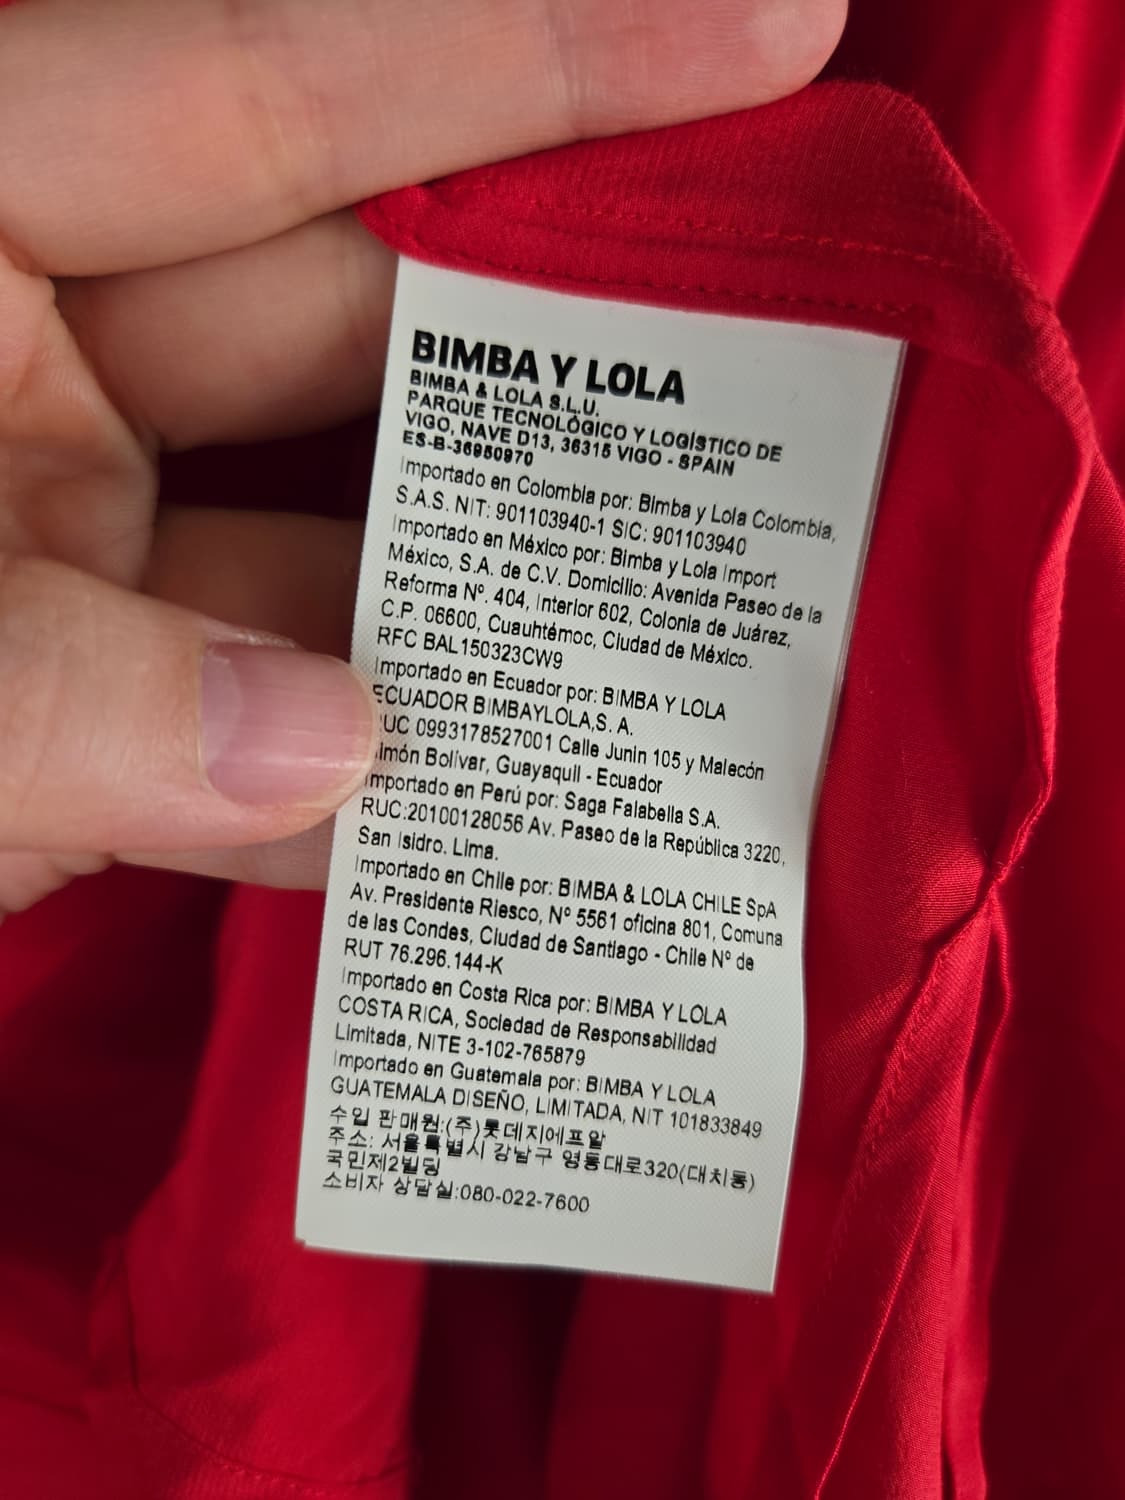 BIMBA Y LOLA
BIMBA & LOLA S.L.U.
PARQUE TECNOLÓGICO Y LOGÍSTICO DE
VIGO, NAVE D13, 36315 VIGO - SPAIN
ES-B-36950970
Importado en Colombia por: Bimba y Lola Colombia,
S.A.S. NIT: 901103940-1 SIC: 901103940
Importado en México por: Bimba y Lola Import
México, S.A. de C.V. Domicilio: Avenida Paseo de la
Reforma Nº. 404, Interior 602, Colonia de Juárez,
C.P. 06600, Cuauhtémoc, Ciudad de México.
RFC BAL150323CW9
Importado en Ecuador por: BIMBA Y LOLA
ECUADOR BIMBAYLOLA,S. A.
UC 0993178527001 Calle Junin 105 y Malecón
imón Bolívar, Guayaquil - Ecuador
Importado en Perú por: Saga Falabella S.A.
RUC:20100128056 Av. Paseo de la República 3220,
San Isidro. Lima.
Importado en Chile por: BIMBA & LOLA CHILE SpA
Av. Presidente Riesco, Nº 5561 oficina 801, Comuna
de las Condes, Ciudad de Santiago - Chile Nº de
RUT 76.296.144-K
Importado en Costa Rica por: BIMBA Y LOLA
COSTA RICA, Sociedad de Responsabilidad
Limitada, NITE 3-102-765879
Importado en Guatemala por: BIMBA Y LOLA
GUATEMALA DISEÑO, LIMITADA, NIT 101833849
수입 판매원:(주)롯데지에프알
주소: 서울특별시 강남구 영동대로320(대치동)
국민제2빌딩
소비자 상담실:080-022-7600